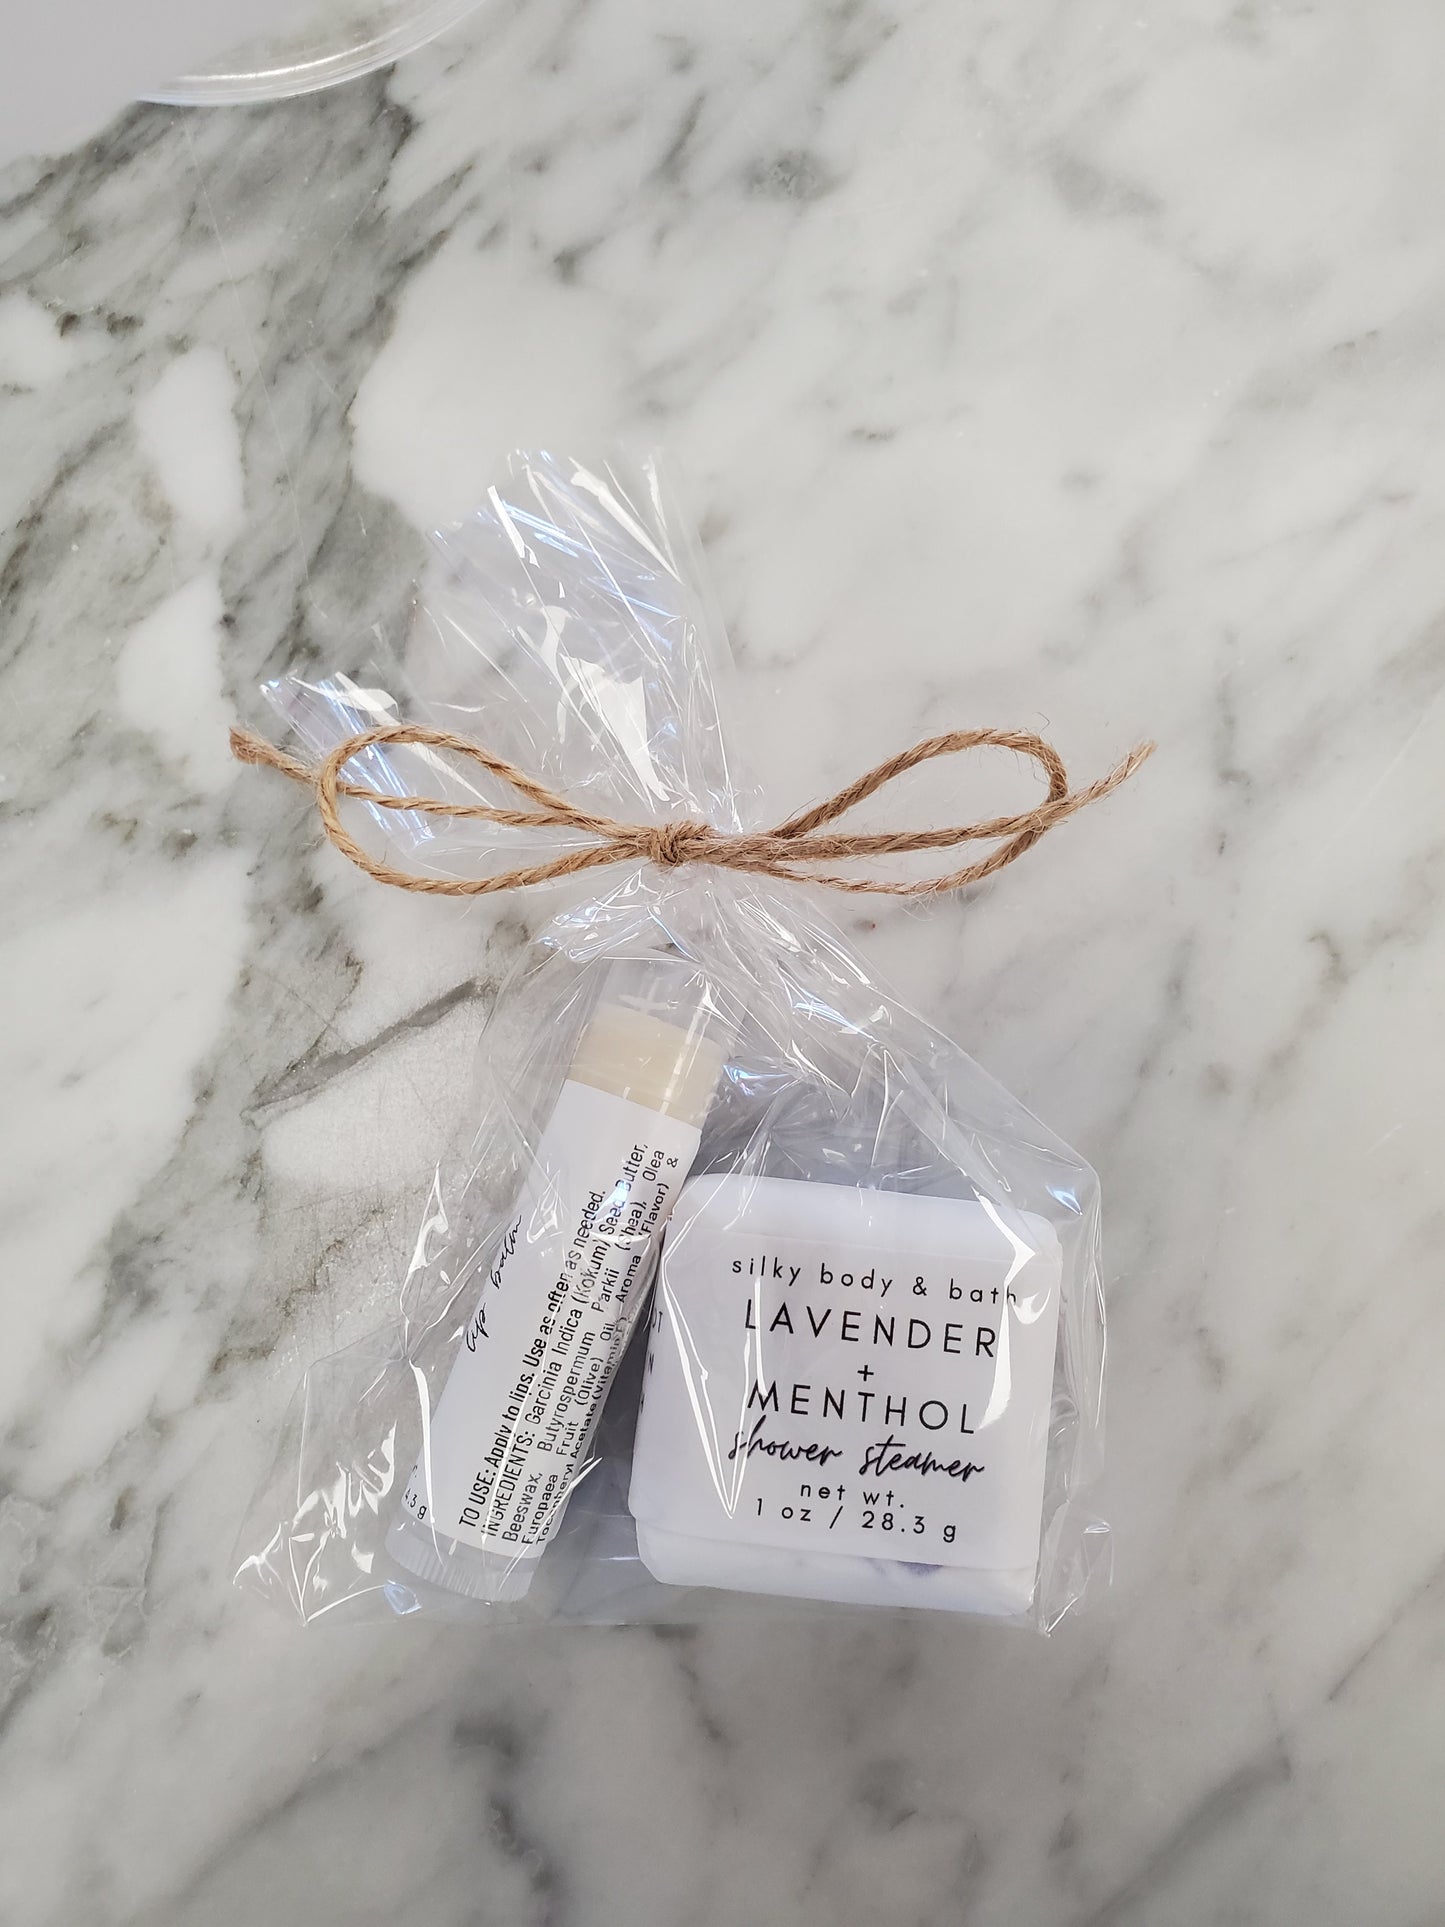 lip balm
4.3 g
TO USE: Apply to lips. Use as often as needed.
INGREDIENTS: Garcinia Indica (Kokum) Seed Butter,
Beeswax, Butyrospermum Parkii (Shea), Olea
Europaea Fruit (Olive) Oil, Aroma (Flavor) &
Tocopheryl Acetate (Vitamin E)
silky body & bath
LAVENDER
+
MENTHOL
shower steamer
net wt.
1 oz / 28.3 g